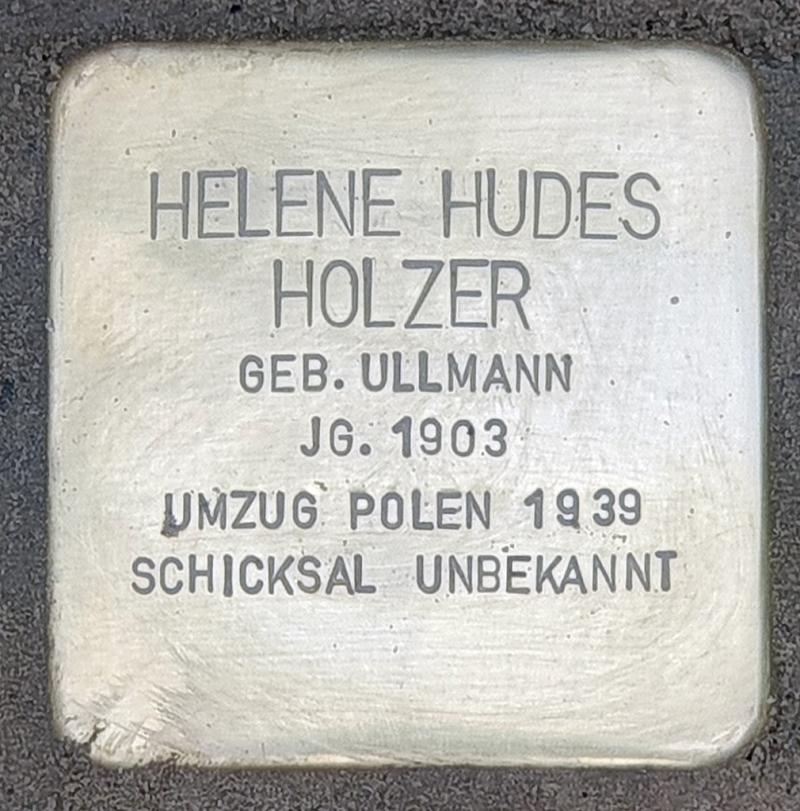 HELENE HUDES
HOLZER
GEB. ULLMANN
JG. 1903
UMZUG POLEN 1939
SCHICKSAL UNBEKANNT